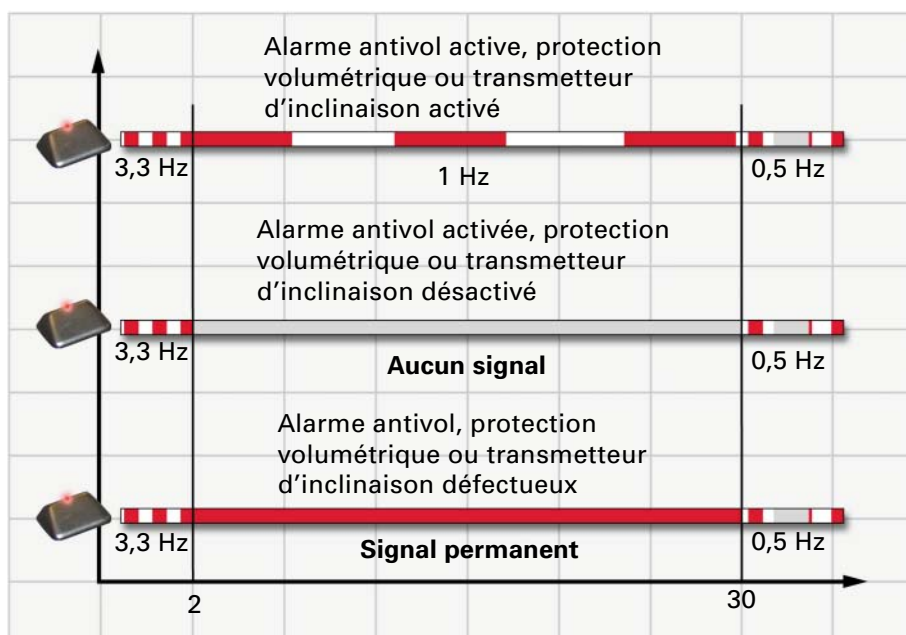 Alarme antivol active, protection
volumétrique ou transmetteur
d'inclinaison activé
3,3 Hz
1 Hz
0,5 Hz
Alarme antivol activée, protection
volumétrique ou transmetteur
d'inclinaison désactivé
3,3 Hz
Aucun signal
0,5 Hz
Alarme antivol, protection
volumétrique ou transmetteur
d'inclinaison défectueux
3,3 Hz
Signal permanent
0,5 Hz
2
30